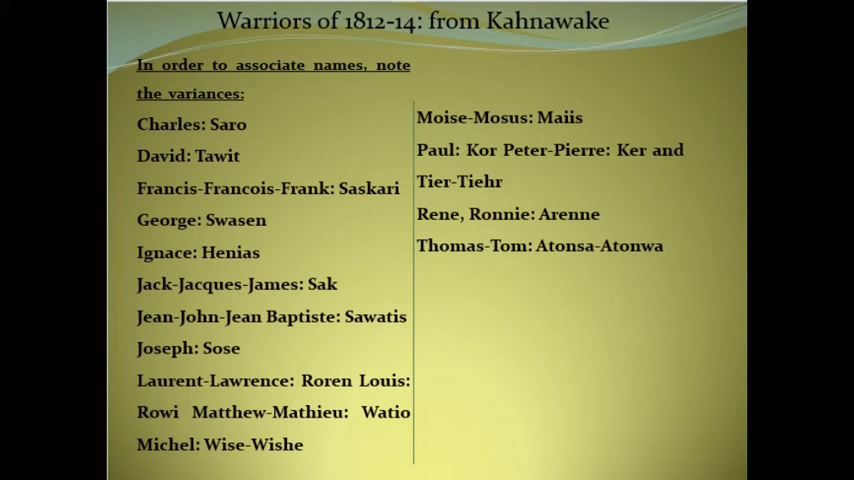 Warriors of 1812-14: from Kahnawake
In order to associate names, note
the variances:
Charles: Saro
David: Tawit
Francis-Francois-Frank: Saskari
George: Swasen
Ignace: Henias
Jack-Jacques-James: Sak
Jean-John-Jean Baptiste: Sawatis
Joseph: Sose
Laurent-Lawrence: Roren Louis:
Rowi Matthew-Mathieu: Watio
Michel: Wise-Wishe
Moise-Mosus: Maiis
Paul: Kor Peter-Pierre: Ker and
Tier-Tiehr
Rene, Ronnie: Arenne
Thomas-Tom: Atonsa-Atonwa